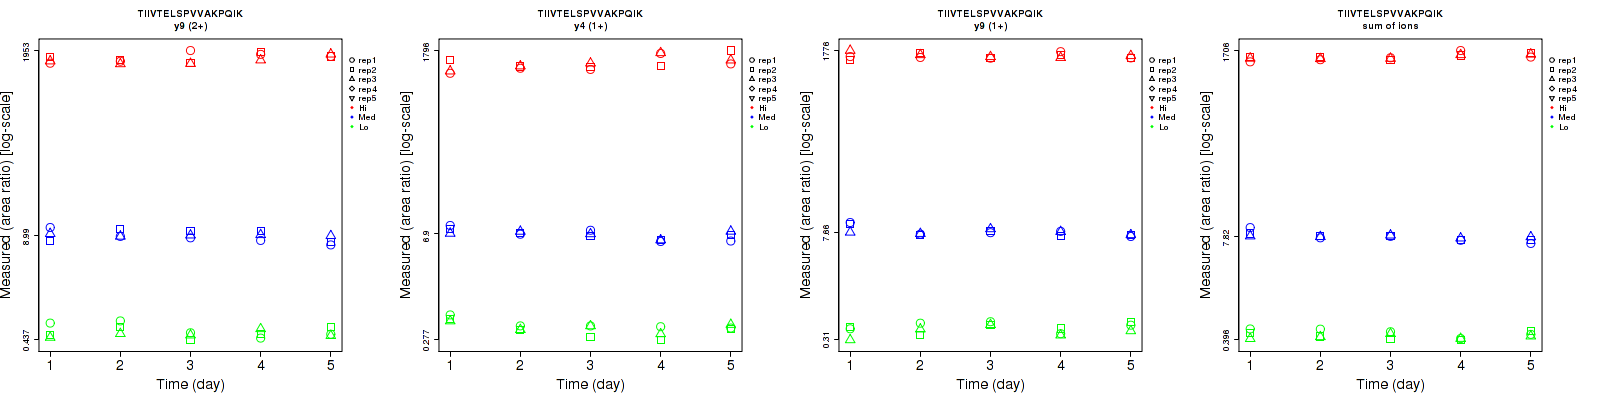 TIIVTELSPVVAKPQIK
y9 (2+)
Measured (area ratio) [log-scale]
1953
8.99
0.437
1 2 3 4 5
Time (day)
rep1
rep2
rep3
rep4
rep5
Hi
Med
Lo
TIIVTELSPVVAKPQIK
y4 (1+)
Measured (area ratio) [log-scale]
1796
6.9
0.277
1 2 3 4 5
Time (day)
rep1
rep2
rep3
rep4
rep5
Hi
Med
Lo
TIIVTELSPVVAKPQIK
y9 (1+)
Measured (area ratio) [log-scale]
1776
7.66
0.31
1 2 3 4 5
Time (day)
rep1
rep2
rep3
rep4
rep5
Hi
Med
Lo
TIIVTELSPVVAKPQIK
sum of ions
Measured (area ratio) [log-scale]
1706
7.82
0.396
1 2 3 4 5
Time (day)
rep1
rep2
rep3
rep4
rep5
Hi
Med
Lo